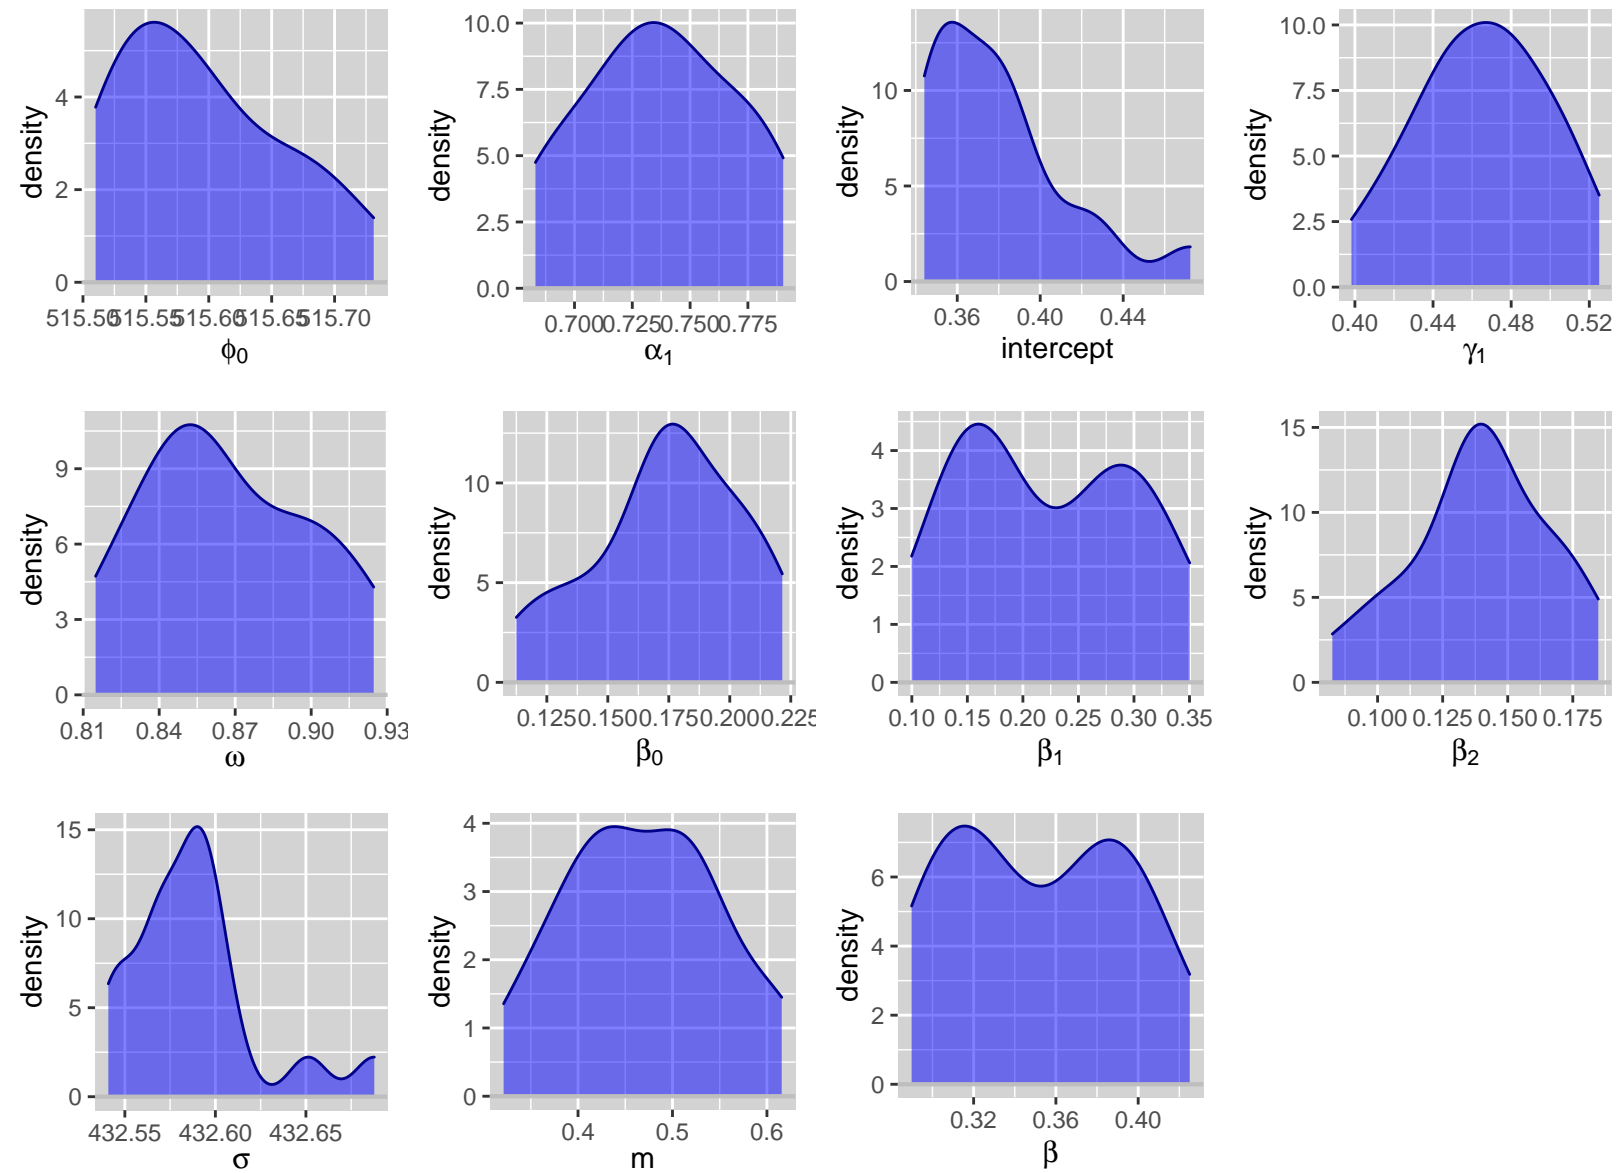 density
0
2
4
515.50 515.55 515.60 515.65 515.70
ϕ0
density
0.0
2.5
5.0
7.5
10.0
0.700 0.725 0.750 0.775
α1
density
0
5
10
0.36 0.40 0.44
intercept
density
0.0
2.5
5.0
7.5
10.0
0.40 0.44 0.48 0.52
γ1
density
0
3
6
9
0.81 0.84 0.87 0.90 0.93
ω
density
0
5
10
0.125 0.150 0.175 0.200 0.225
β0
density
0
1
2
3
4
0.10 0.15 0.20 0.25 0.30 0.35
β1
density
0
5
10
15
0.100 0.125 0.150 0.175
β2
density
0
5
10
15
432.55 432.60 432.65
σ
density
0
1
2
3
4
0.4 0.5 0.6
m
density
0
2
4
6
0.32 0.36 0.40
β